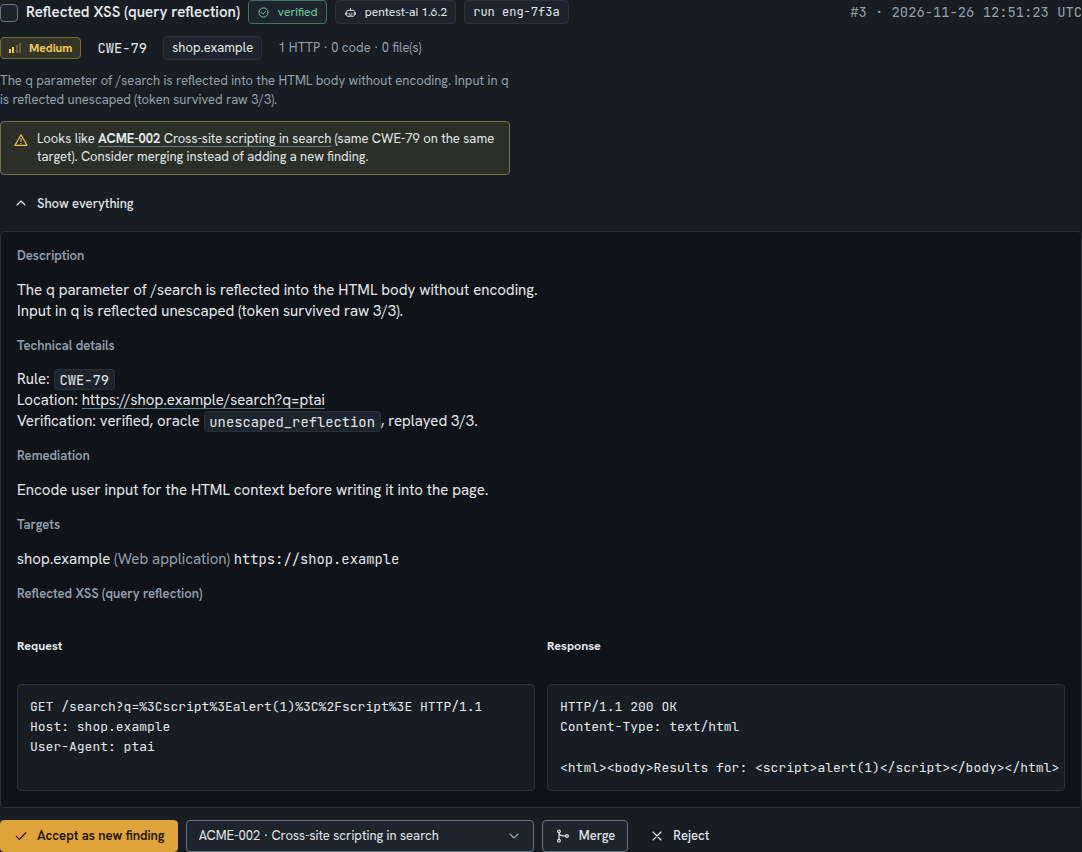 Reflected XSS (query reflection) verified pentest-ai 1.6.2 run eng-7f3a #3 · 2026-11-26 12:51:23 UTC
Medium CWE-79 shop.example 1 HTTP · 0 code · 0 file(s)
The q parameter of /search is reflected into the HTML body without encoding. Input in q
is reflected unescaped (token survived raw 3/3).
Looks like ACME-002 Cross-site scripting in search (same CWE-79 on the same
target). Consider merging instead of adding a new finding.
Show everything
Description
The q parameter of /search is reflected into the HTML body without encoding.
Input in q is reflected unescaped (token survived raw 3/3).
Technical details
Rule: CWE-79
Location: https://shop.example/search?q=ptai
Verification: verified, oracle unescaped_reflection, replayed 3/3.
Remediation
Encode user input for the HTML context before writing it into the page.
Targets
shop.example (Web application) https://shop.example
Reflected XSS (query reflection)
Request
GET /search?q=%3Cscript%3Ealert(1)%3C%2Fscript%3E HTTP/1.1
Host: shop.example
User-Agent: ptai
Response
HTTP/1.1 200 OK
Content-Type: text/html
<html><body>Results for: <script>alert(1)</script></body></html>
Accept as new finding ACME-002 · Cross-site scripting in search Merge Reject